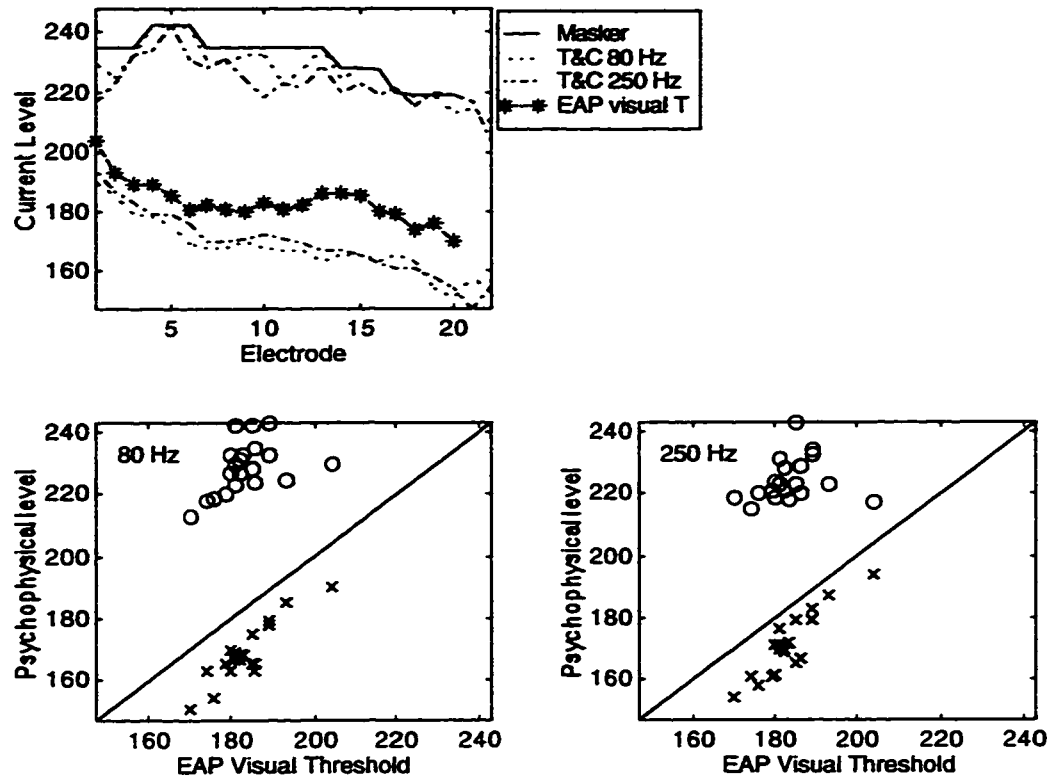 240
220
200
180
160
Current Level
5
10
15
20
Electrode
Masker
T&C 80 Hz
T&C 250 Hz
EAP visual T
240
220
200
180
160
Psychophysical level
80 Hz
160
180
200
220
240
EAP Visual Threshold
240
220
200
180
160
Psychophysical level
250 Hz
160
180
200
220
240
EAP Visual Threshold